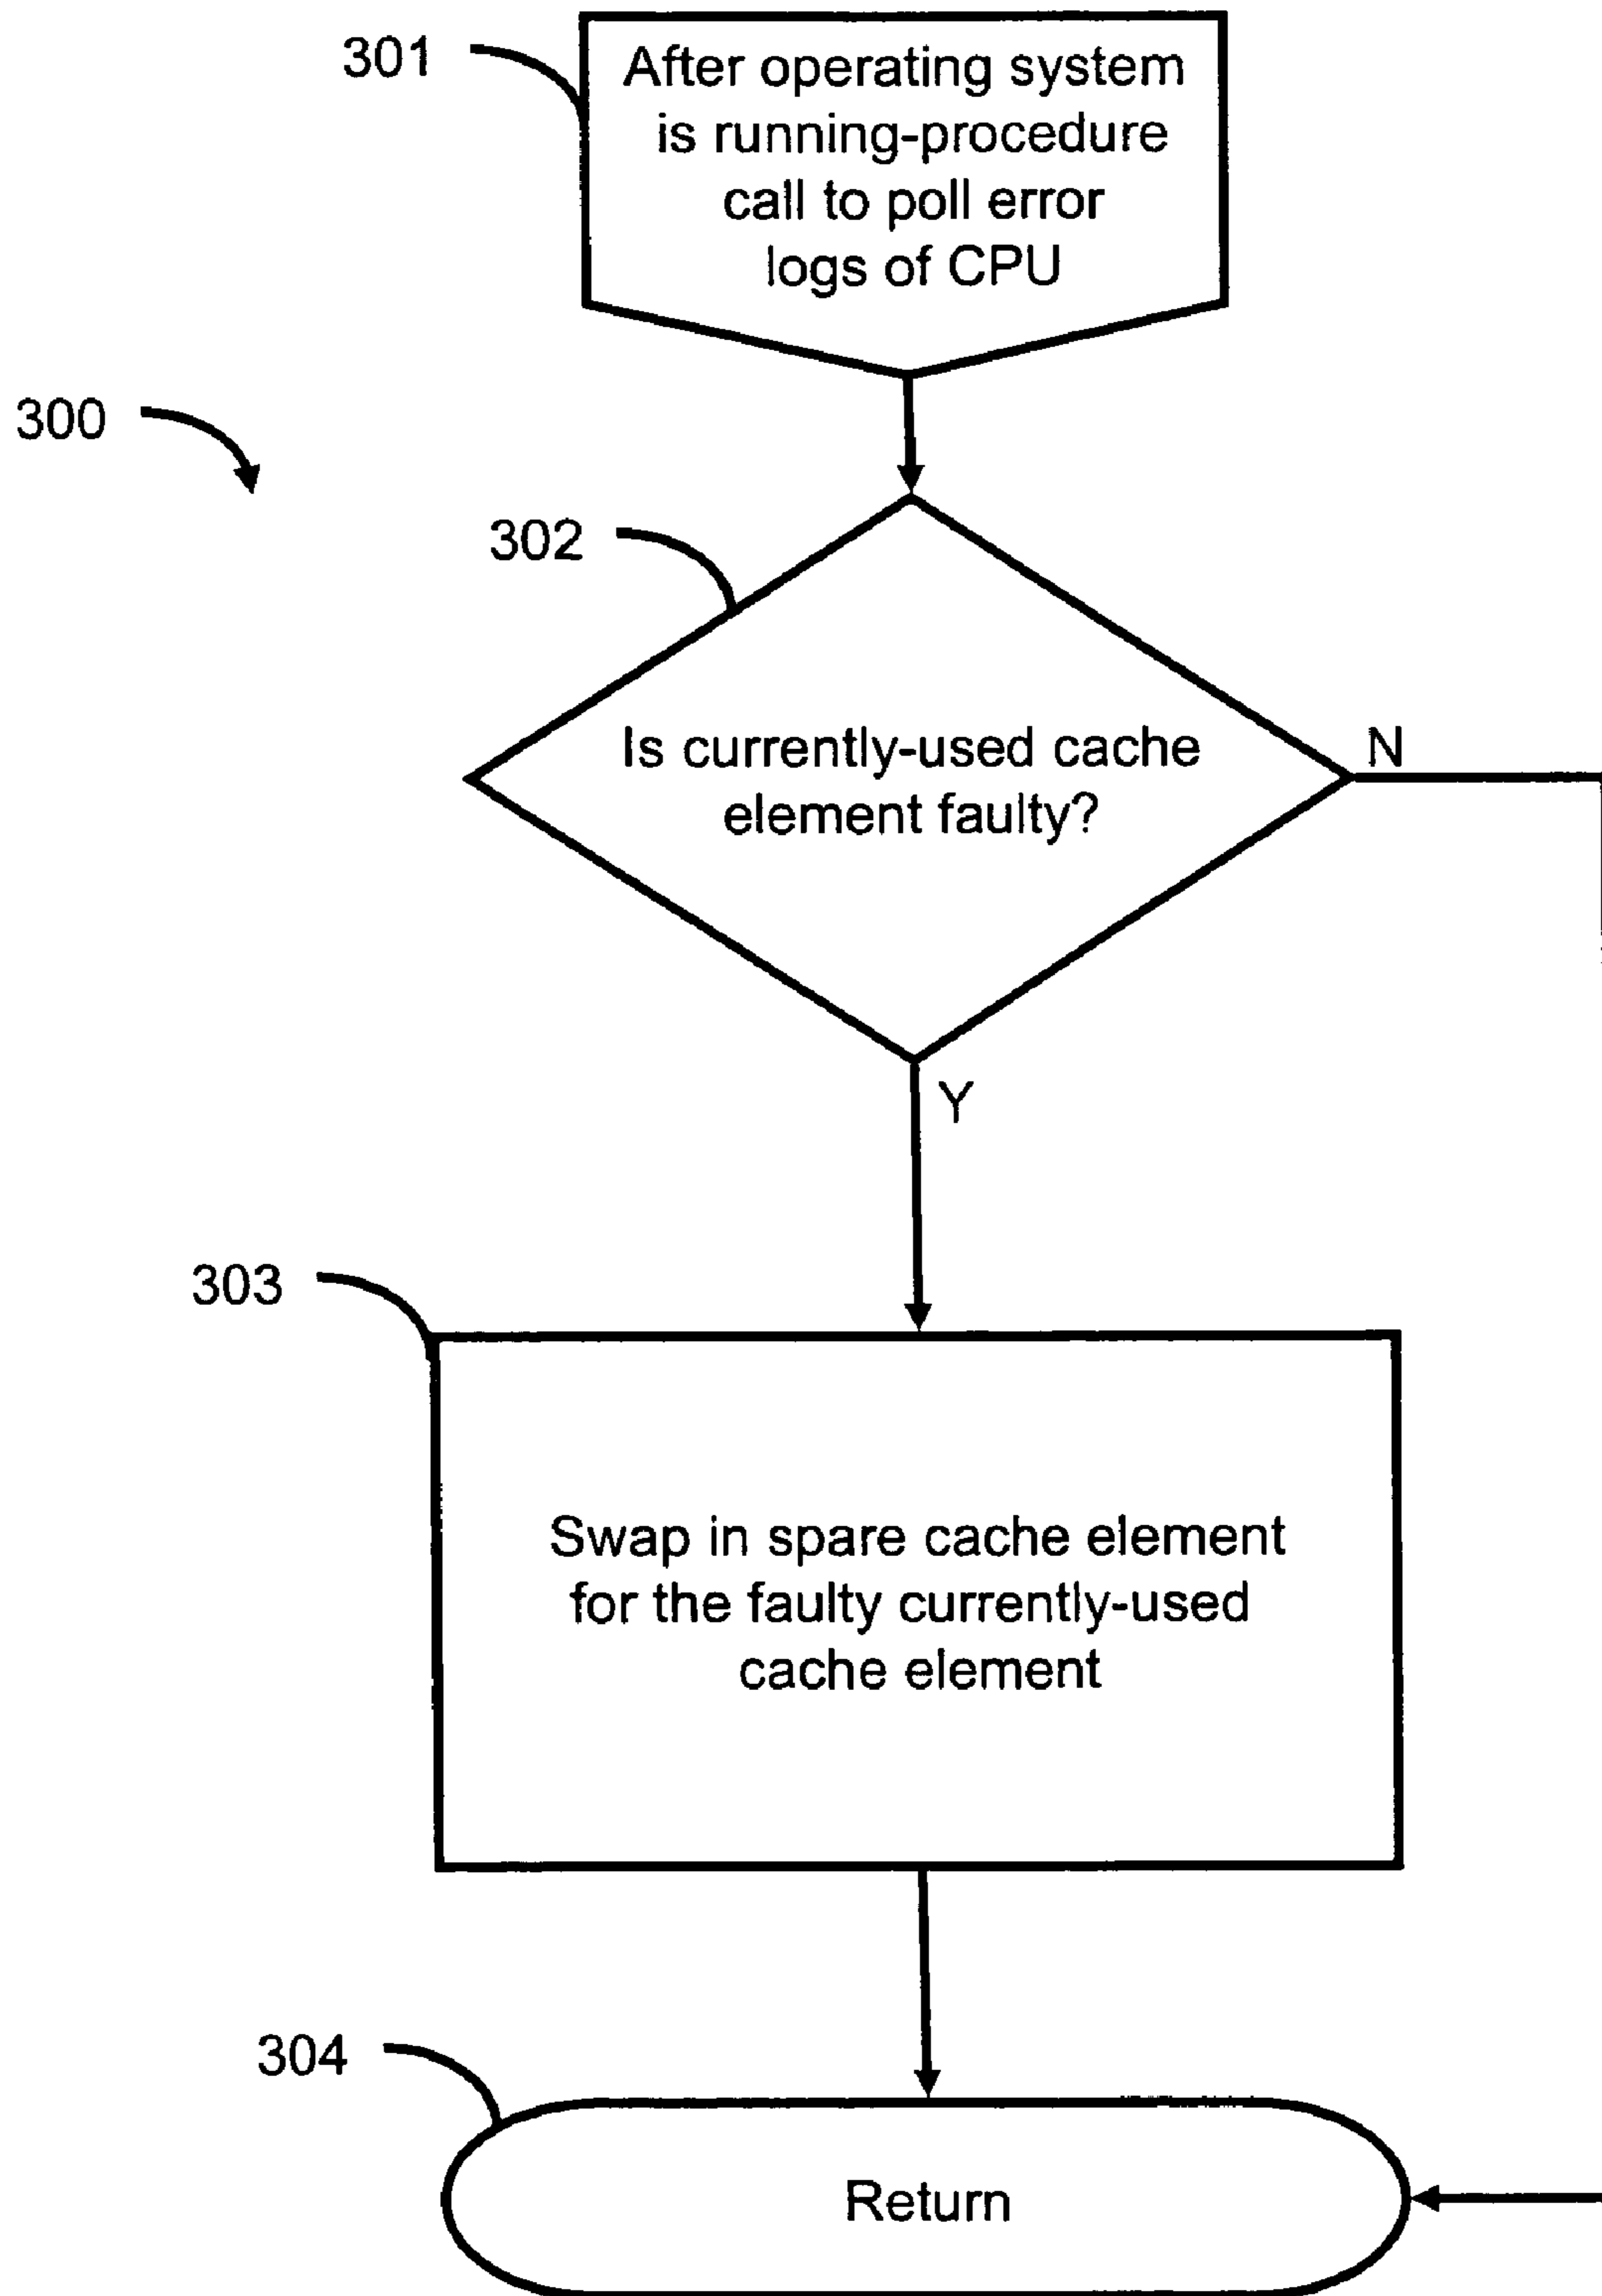 301
After operating system
is running-procedure
call to poll error
logs of CPU
300
302
Is currently-used cache
element faulty?
N
Y
303
Swap in spare cache element
for the faulty currently-used
cache element
304
Return